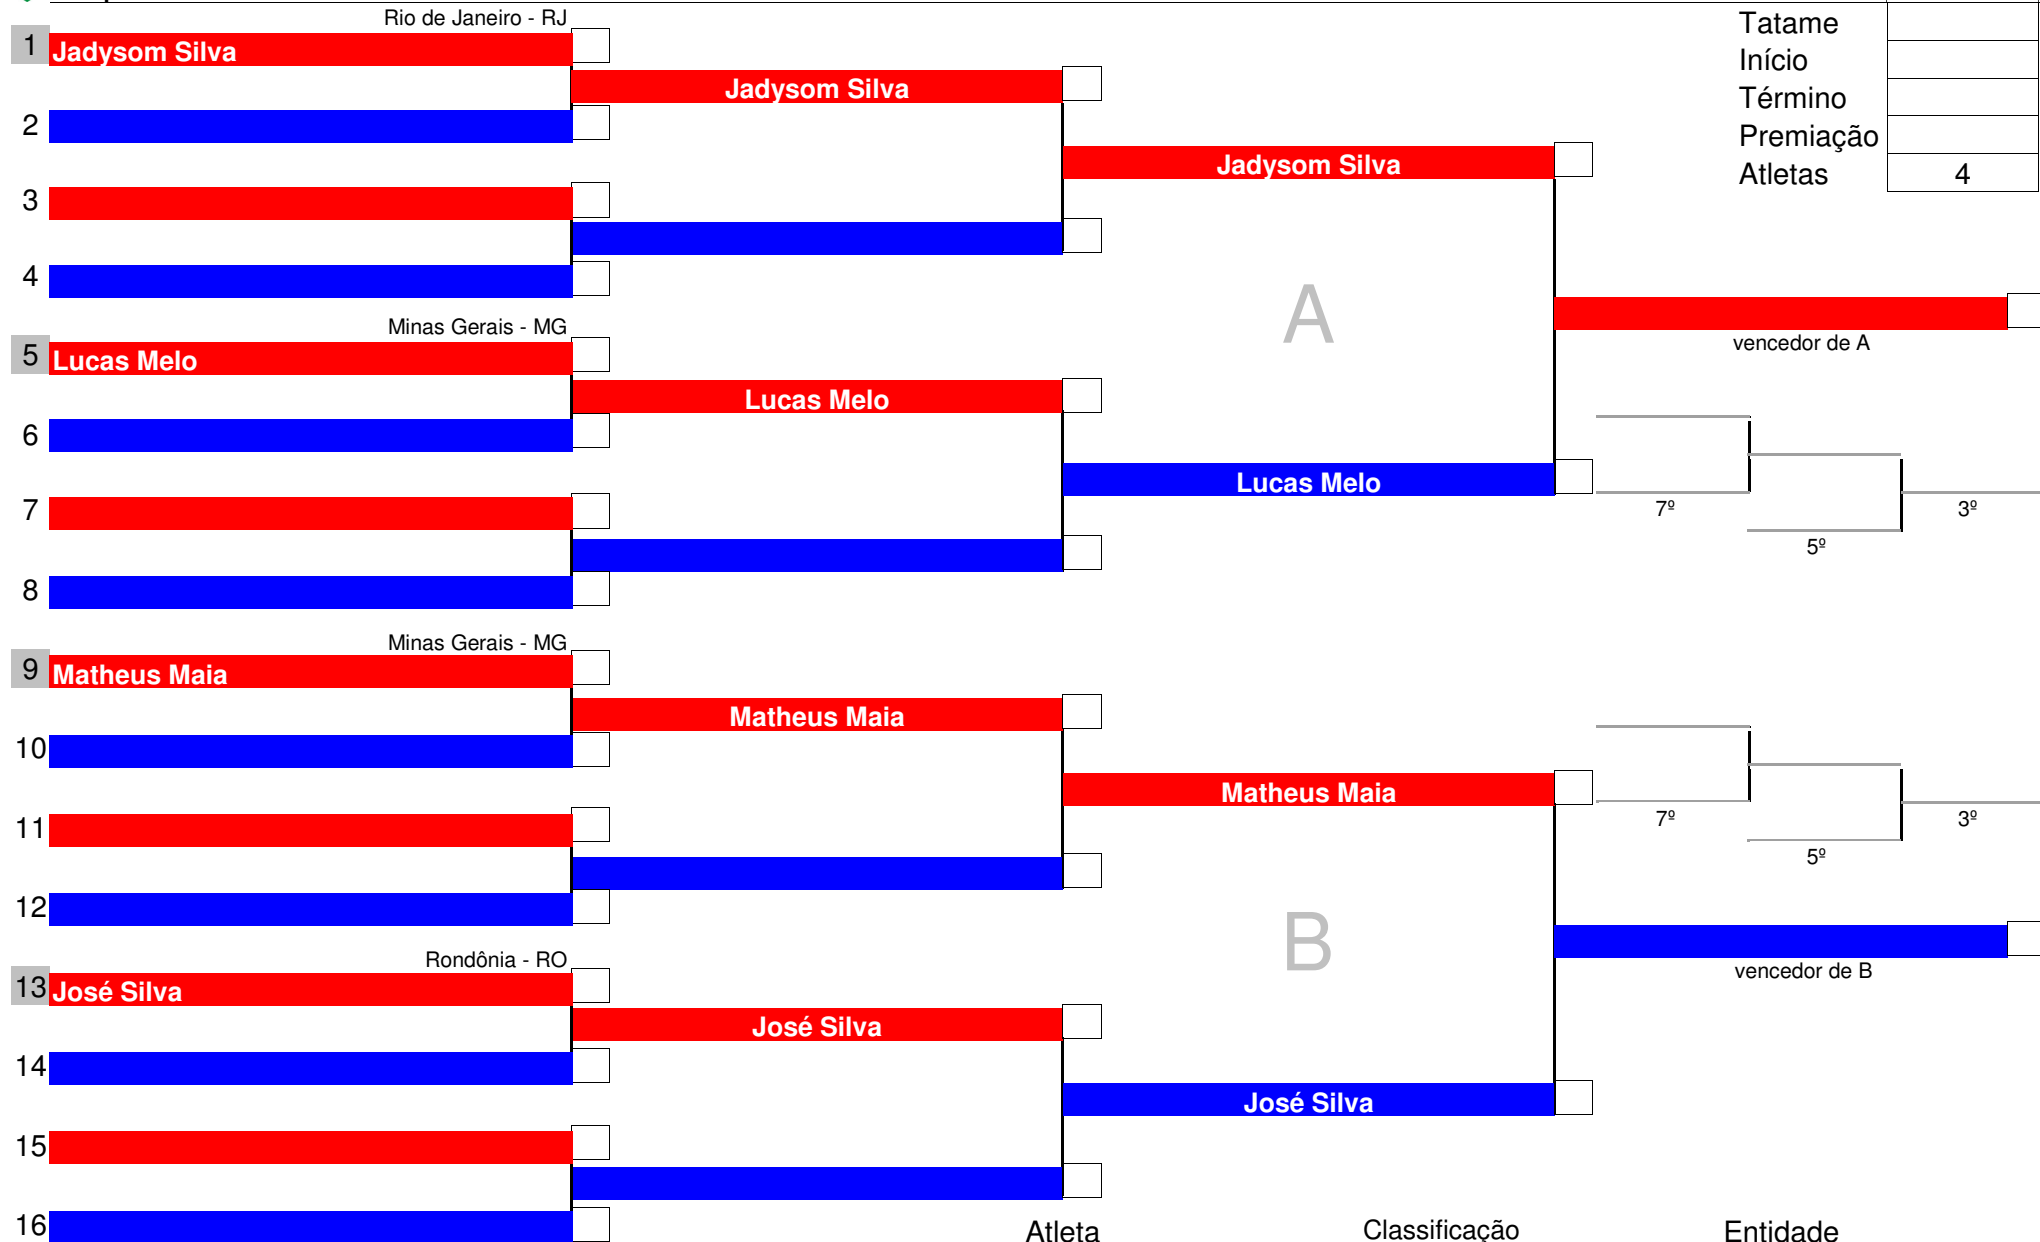 Rio de Janeiro - RJ
Tatame
1 Jadysom Silva
Início
Jadysom Silva
Término
2
Premiação
Jadysom Silva
Atletas 4
3
4
A
Minas Gerais - MG
vencedor de A
5 Lucas Melo
Lucas Melo
6
Lucas Melo
7
7º 3º
5º
8
Minas Gerais - MG
9 Matheus Maia
Matheus Maia
10
Matheus Maia
11
7º 3º
5º
12
B
Rondônia - RO
vencedor de B
13 José Silva
José Silva
14
José Silva
15
16
Atleta Classificação Entidade